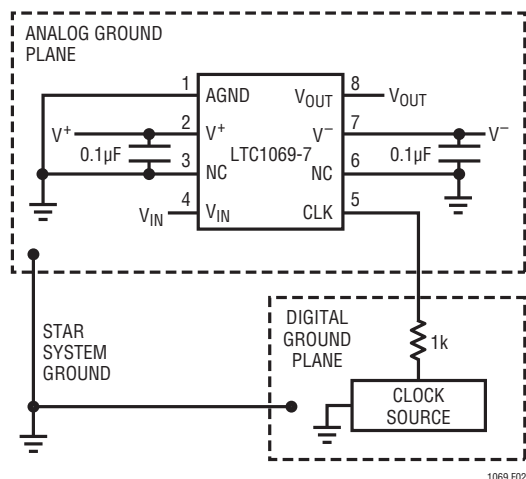 ANALOG GROUND
PLANE
1
AGND
8
VOUT
VOUT
V+
2
V+
7
V−
V−
0.1µF
LTC1069-7
0.1µF
3
NC
6
NC
4
VIN
VIN
5
CLK
STAR
SYSTEM
GROUND
DIGITAL
GROUND
PLANE
1k
CLOCK
SOURCE
1069 F02